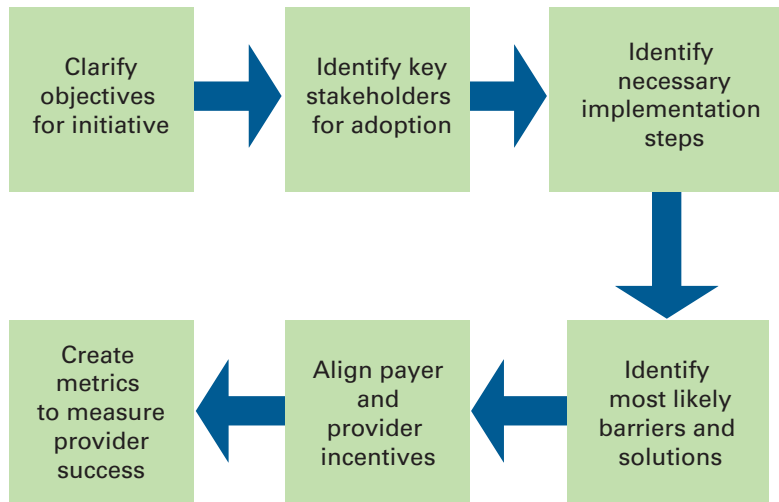 Clarify
objectives
for initiative
Identify key
stakeholders
for adoption
Identify
necessary
implementation
steps
Identify
most likely
barriers and
solutions
Align payer
and
provider
incentives
Create
metrics
to measure
provider
success